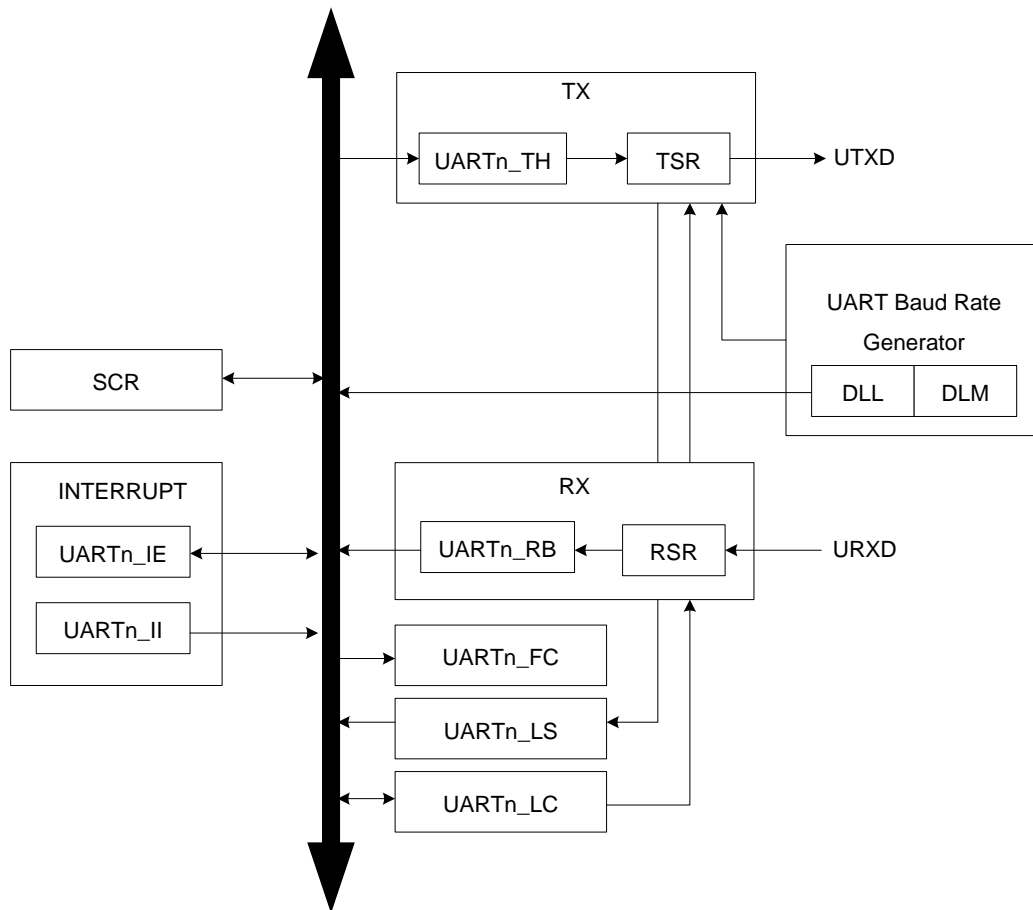 TX
UARTn_TH
TSR
UTXD
UART Baud Rate
Generator
DLL
DLM
SCR
INTERRUPT
UARTn_IE
UARTn_II
RX
UARTn_RB
RSR
URXD
UARTn_FC
UARTn_LS
UARTn_LC